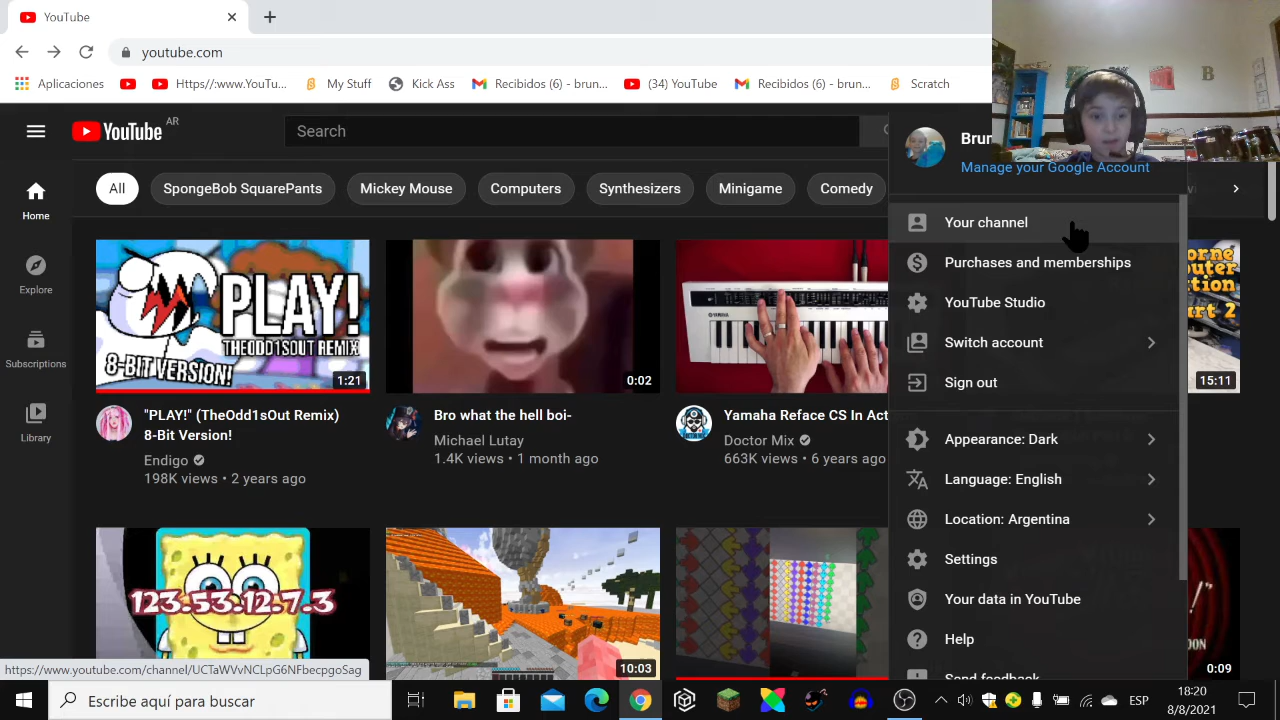 YouTube
youtube.com
Aplicaciones
Https//:www.YouTu...
My Stuff
Kick Ass
Recibidos (6) - brun...
(34) YouTube
Recibidos (6) - brun...
Scratch
YouTube AR
Search
Brun
Manage your Google Account
All
SpongeBob SquarePants
Mickey Mouse
Computers
Synthesizers
Minigame
Comedy
Home
Explore
Subscriptions
Library
Your channel
Purchases and memberships
YouTube Studio
Switch account
Sign out
Appearance: Dark
Language: English
Location: Argentina
Settings
Your data in YouTube
Help
Send feedback
PLAY!
THEODD1SOUT REMIX
8-BIT VERSION!
1:21
0:02
15:11
"PLAY!" (TheOdd1sOut Remix)
8-Bit Version!
Endigo
198K views • 2 years ago
Bro what the hell boi-
Michael Lutay
1.4K views • 1 month ago
Yamaha Reface CS In Act
Doctor Mix
663K views • 6 years ago
123.53.12.7.3
10:03
0:09
https://www.youtube.com/channel/UCTaWVvNCLpG6NFbecpgoSag
Escribe aquí para buscar
ESP
18:20
8/8/2021